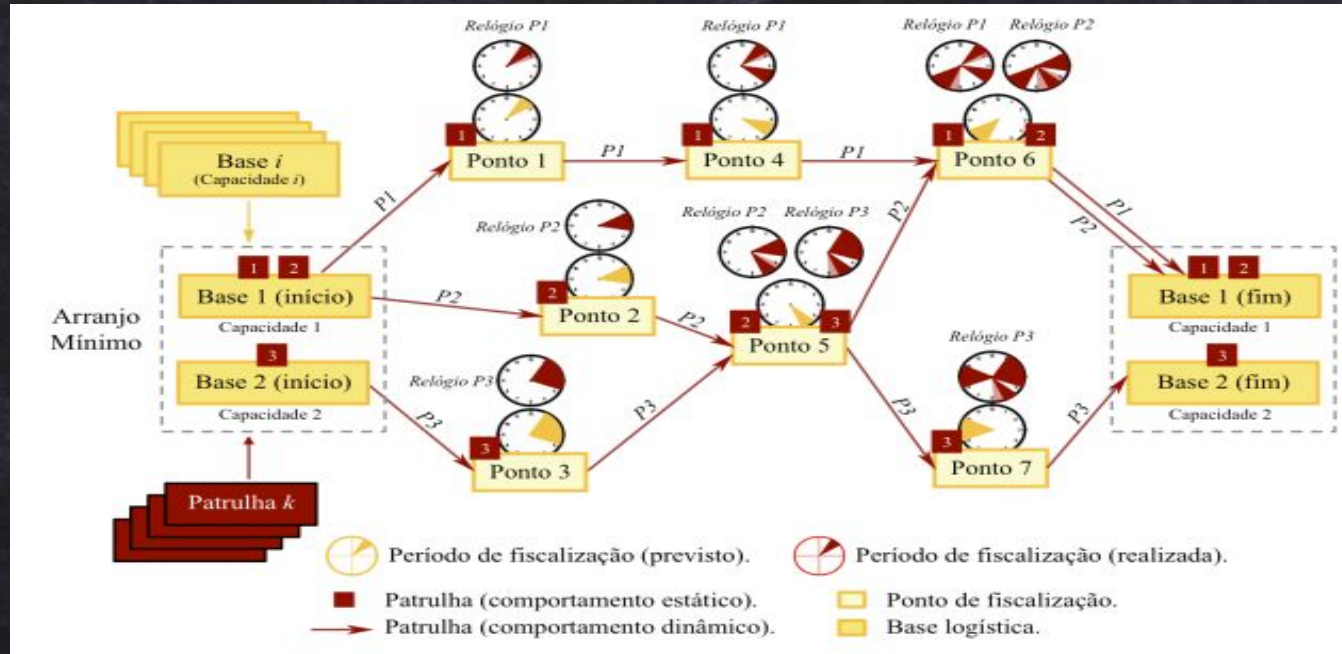 Relógio P1
Relógio P1
Relógio P1
Relógio P2
Base i
(Capacidade i)
1
Ponto 1
P1
1
Ponto 4
P1
1
2
Ponto 6
P1
Relógio P2
Relógio P2
Relógio P3
P2
P1
P2
Arranjo
Mínimo
1
2
Base 1 (início)
Capacidade 1
P2
2
Ponto 2
P2
2
3
Ponto 5
1
2
Base 1 (fim)
Capacidade 1
3
Base 2 (início)
Capacidade 2
P3
Relógio P3
3
Ponto 3
P3
P3
Relógio P3
3
Ponto 7
P3
3
Base 2 (fim)
Capacidade 2
Patrulha k
Período de fiscalização (previsto).
Período de fiscalização (realizada).
Patrulha (comportamento estático).
Ponto de fiscalização.
Patrulha (comportamento dinâmico).
Base logística.